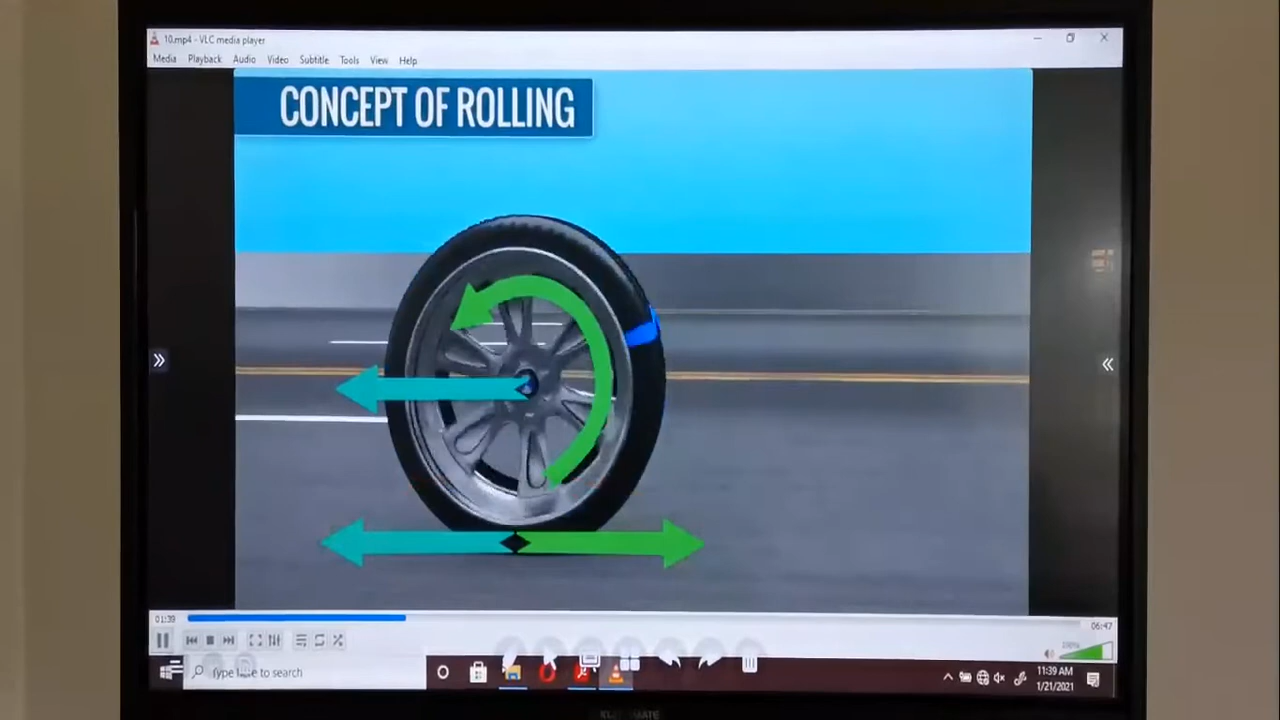 10.mp4 - VLC media player
Media Playback Audio Video Subtitle Tools View Help
CONCEPT OF ROLLING
01:39
06:47
100%
Type here to search
11:39 AM
1/21/2021